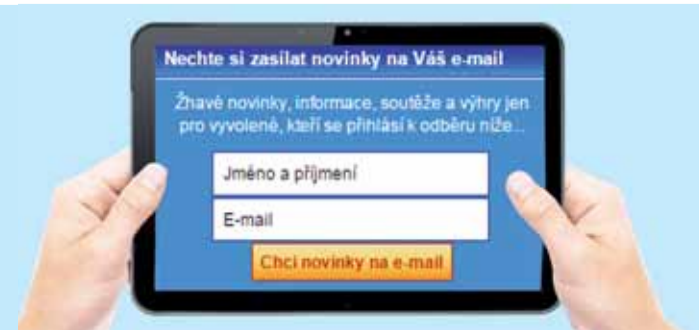 Nechte si zasílat novinky na Váš e-mail
Žhavé novinky, informace, soutěže a výhry jen
pro vyvolené, kteří se přihlásí k odběru níže...
Jméno a příjmení
E-mail
Chci novinky na e-mail